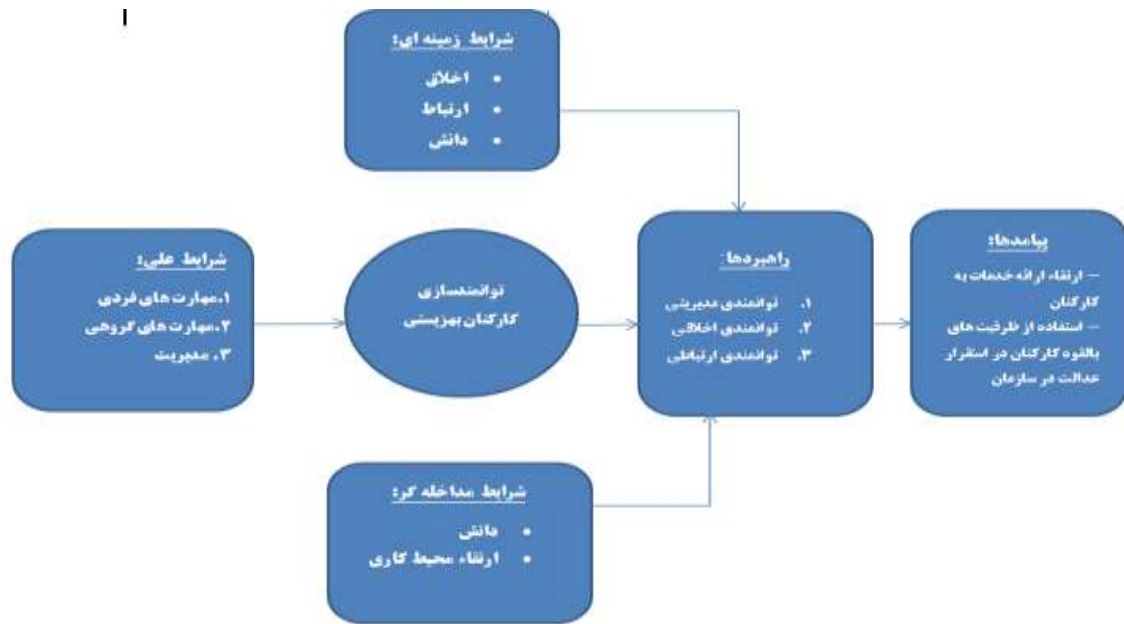 شرایط زمینه ای:
• اخلاق
• ارتباط
• دانش
شرایط علی:
۱.مهارت های فردی
۲.مهارت های گروهی
۳. مدیریت
توانمندسازی
کارکنان بهزیستی
راهبردها:
۱. توانمندی مدیریتی
۲. توانمندی اخلاقی
۳. توانمندی ارتباطی
پیامدها:
– ارتقاء ارائه خدمات به
کارکنان
– استفاده از ظرفیت های
بالقوه کارکنان در استقرار
عدالت در سازمان
شرایط مداخله گر:
• دانش
• ارتقاء محیط کاری